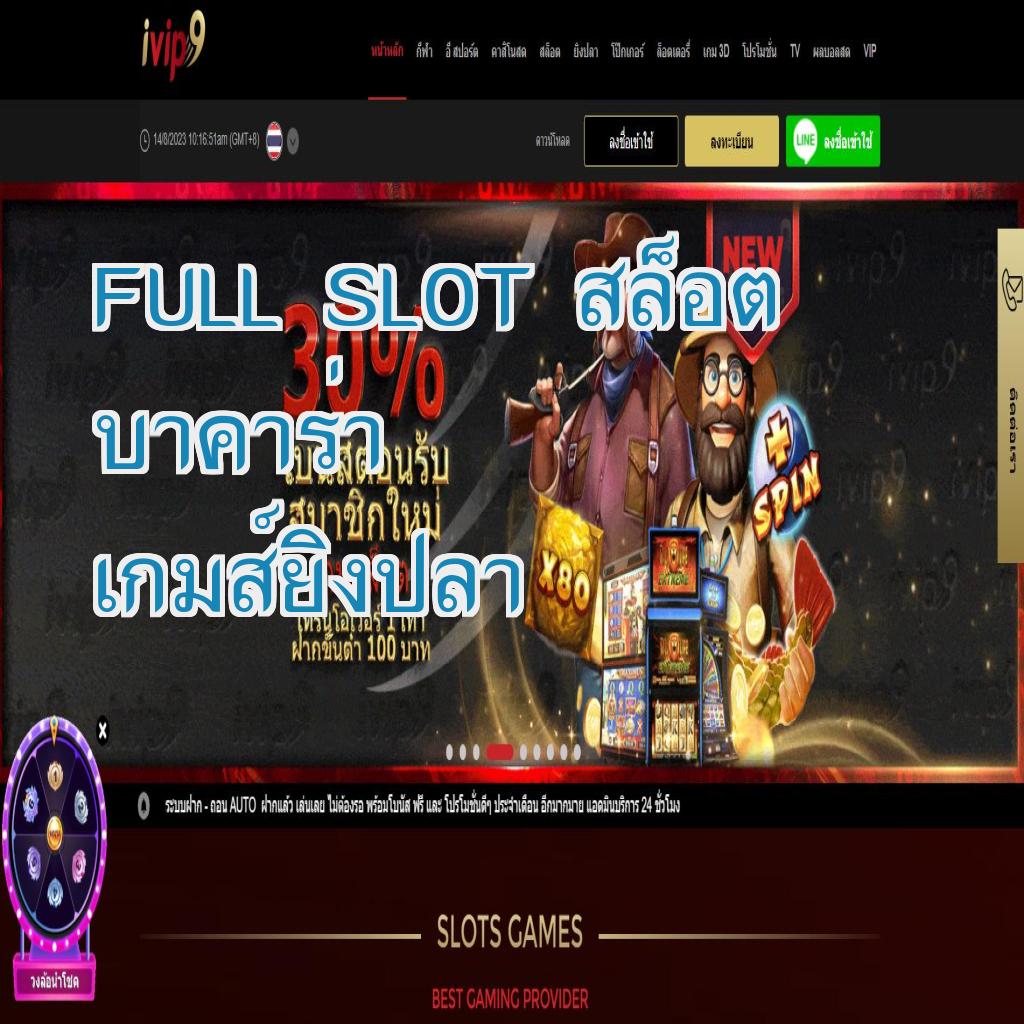 ivip9
หน้าหลัก กีฬา อี สปอร์ต คาสิโนสด สล็อต ยิงปลา โป๊กเกอร์ ล็อตเตอรี่ เกม 3D โปรโมชั่น TV ผลบอลสด VIP
14/8/2023 10:16:51am (GMT+8)
ดาวน์โหลด ลงชื่อเข้าใช้ ลงทะเบียน LINE ลงชื่อเข้าใช้
NEW
FULL SLOT สล็อต
30%
บาคาร่า
โบนัสต้อนรับ
สมาชิกใหม่
เกมส์ยิงปลา
1 เท่า
ฝากขั้นต่ำ 100 บาท
+
SPIN
X80
EXTREME
ติดต่อเรา
X
ระบบฝาก - ถอน AUTO ฝากแล้ว เล่นเลย ไม่ต้องรอ พร้อมโบนัส ฟรี และ โปรโมชั่นดีๆ ประจำเดือน อีกมากมาย แอดมินบริการ 24 ชั่วโมง
SLOTS GAMES
วงล้อนำโชค
BEST GAMING PROVIDER